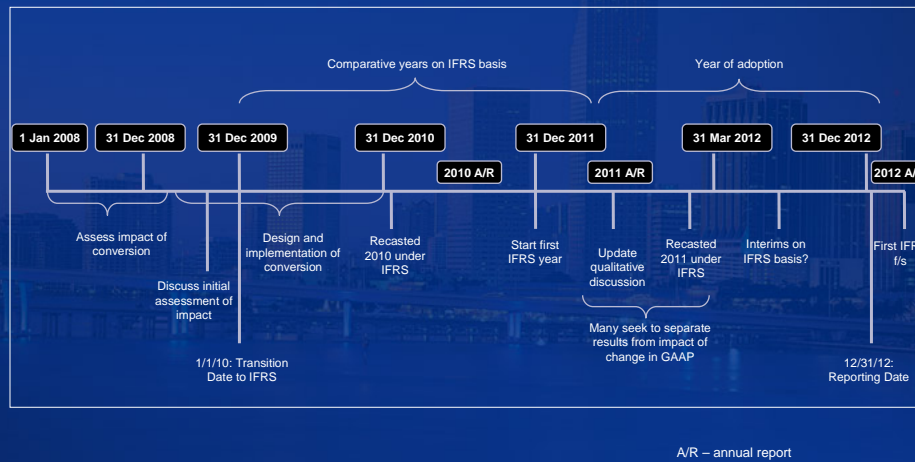 Comparative years on IFRS basis
Year of adoption
1 Jan 2008
31 Dec 2008
31 Dec 2009
31 Dec 2010
31 Dec 2011
31 Mar 2012
31 Dec 2012
2010 A/R
2011 A/R
2012 A/
Assess impact of
conversion
Discuss initial
assessment of
impact
Design and
implementation of
conversion
1/1/10: Transition
Date to IFRS
Recasted
2010 under
IFRS
Start first
IFRS year
Update
qualitative
discussion
Recasted
2011 under
IFRS
Many seek to separate
results from impact of
change in GAAP
Interims on
IFRS basis?
First IFR
f/s
12/31/12:
Reporting Date
A/R – annual report